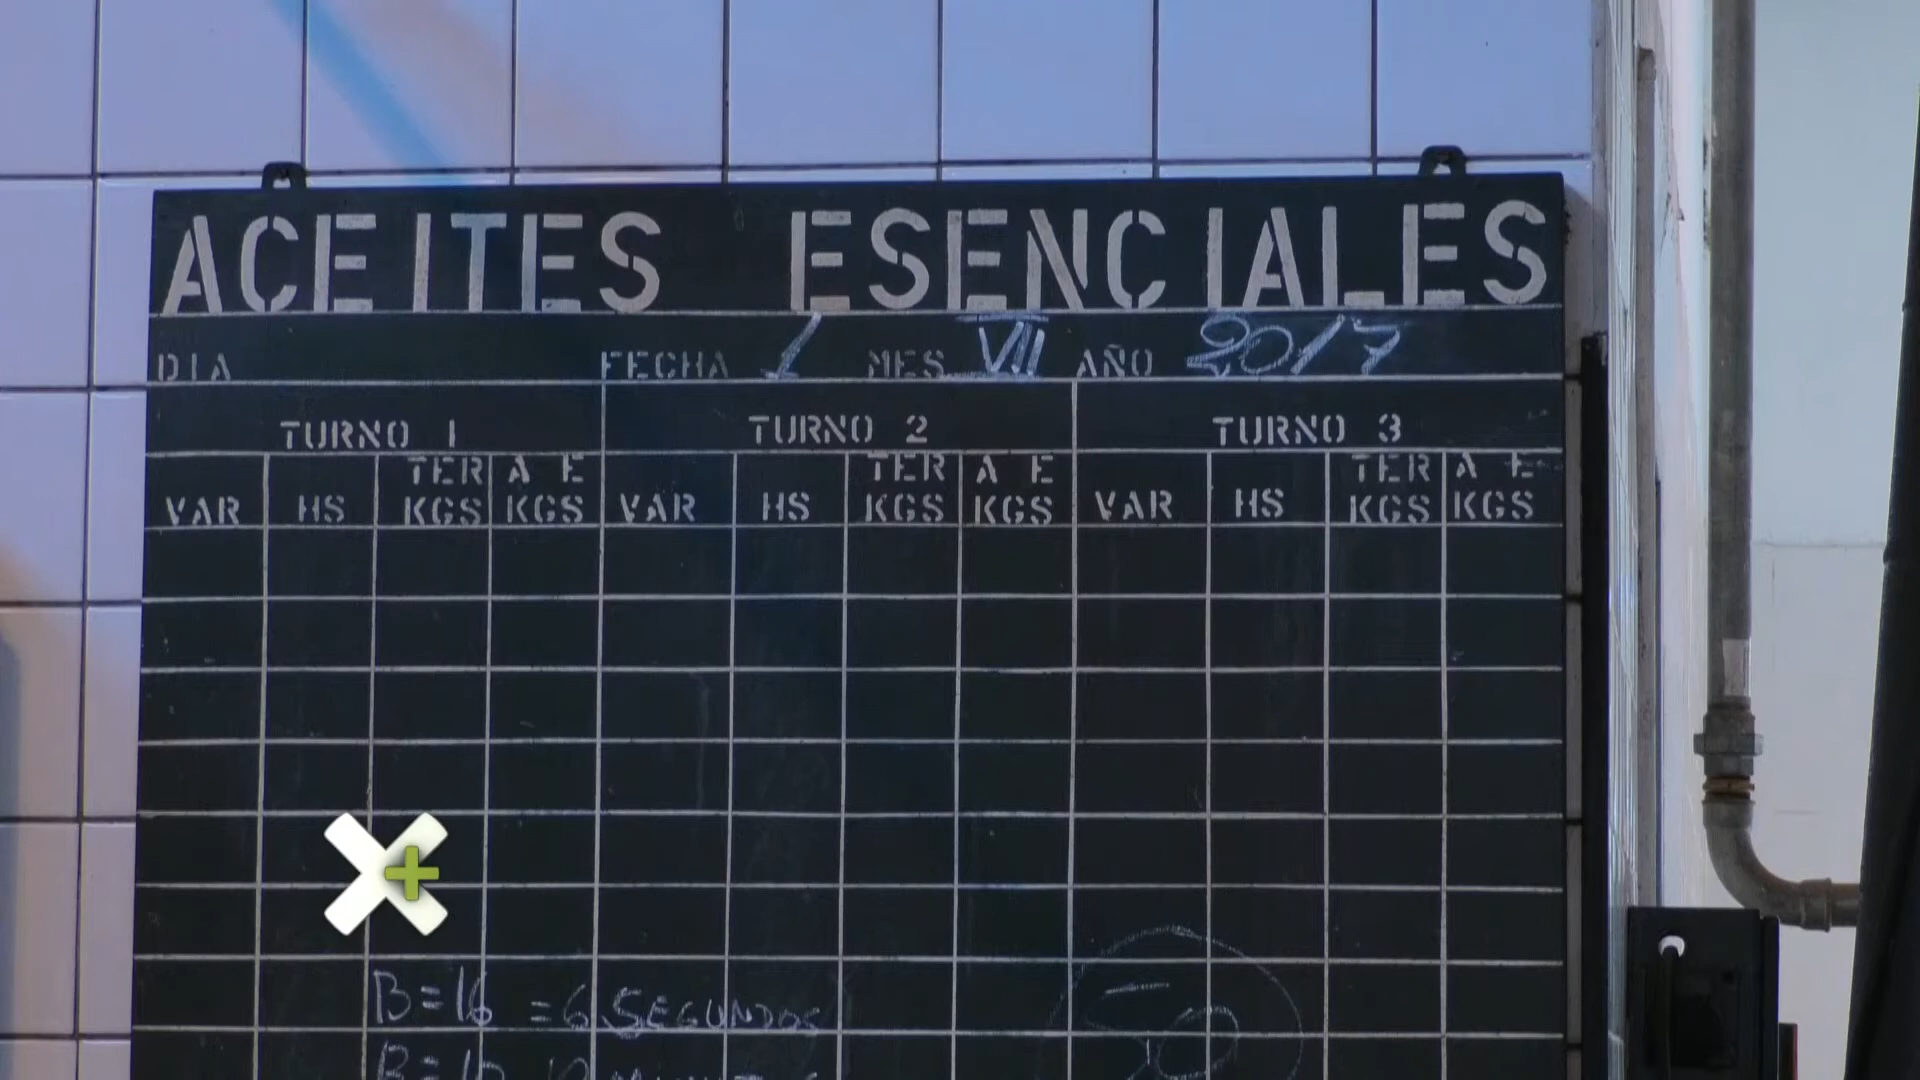 ACEITES ESENCIALES
DIA FECHA 1 MES VII AÑO 2017
TURNO 1 TURNO 2 TURNO 3
VAR HS TER KGS A E KGS VAR HS TER KGS A E KGS VAR HS TER KGS A E KGS
B=16 =6 SEGUNDOS
50